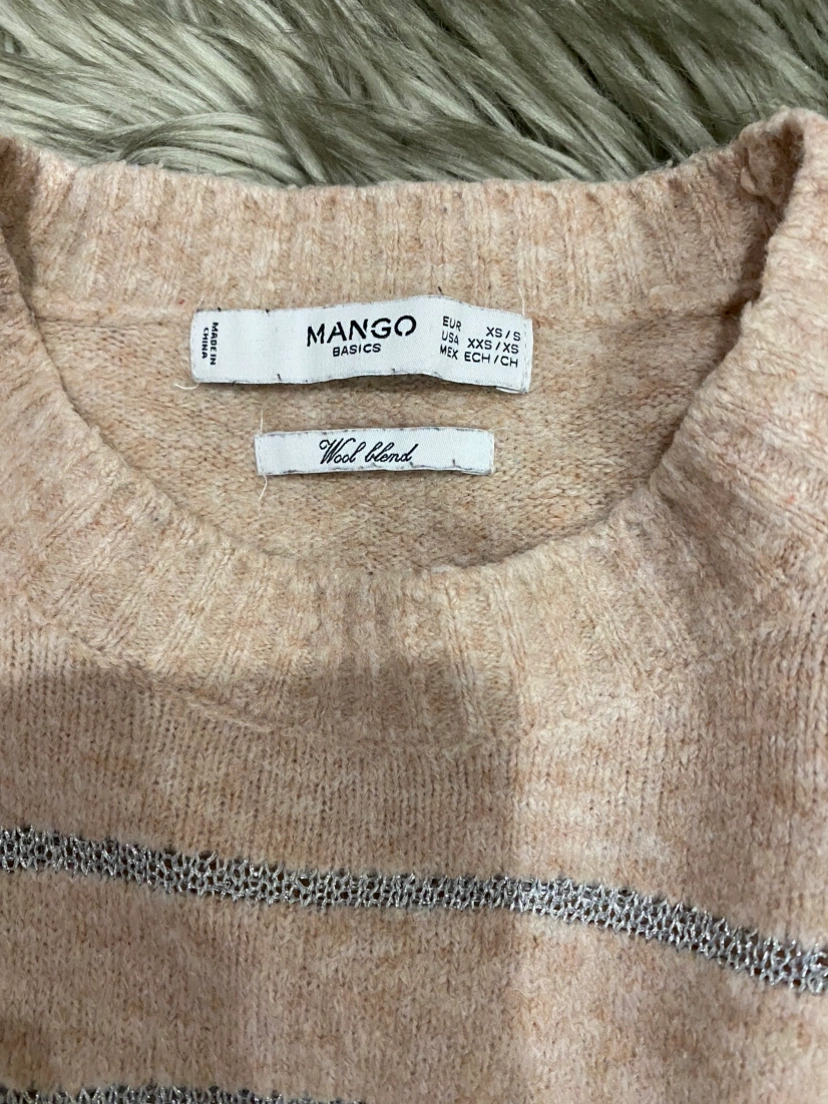 MADE IN
CHINA
MANGO
BASICS
EUR XS/S
USA XXS/XS
MEX ECH/CH
Wool blend